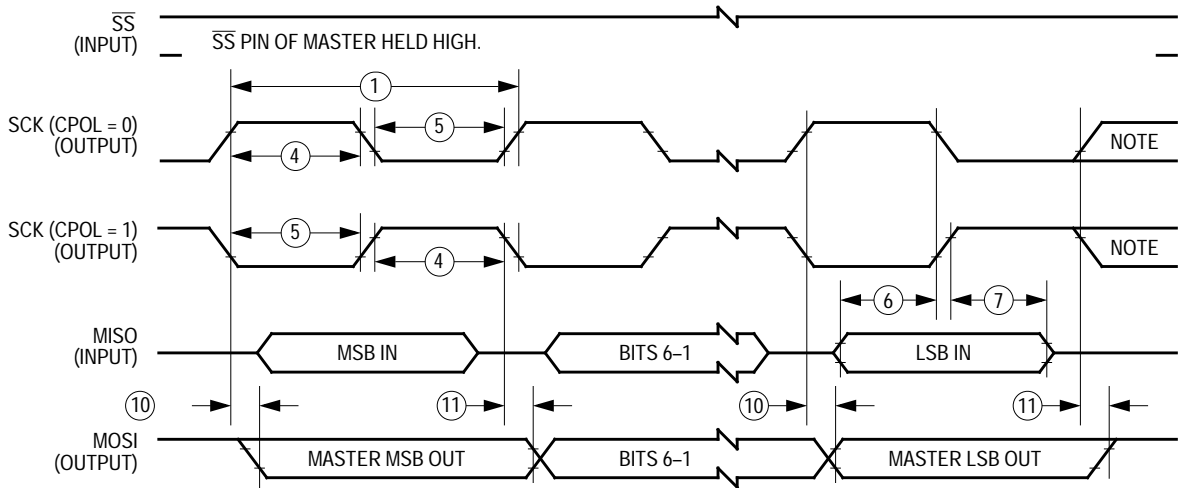 SS
(INPUT)
SS PIN OF MASTER HELD HIGH.
1
SCK (CPOL = 0)
(OUTPUT)
5
4
NOTE
SCK (CPOL = 1)
(OUTPUT)
5
4
NOTE
6
7
MISO
(INPUT)
MSB IN
BITS 6–1
LSB IN
10
11
10
11
MOSI
(OUTPUT)
MASTER MSB OUT
BITS 6–1
MASTER LSB OUT